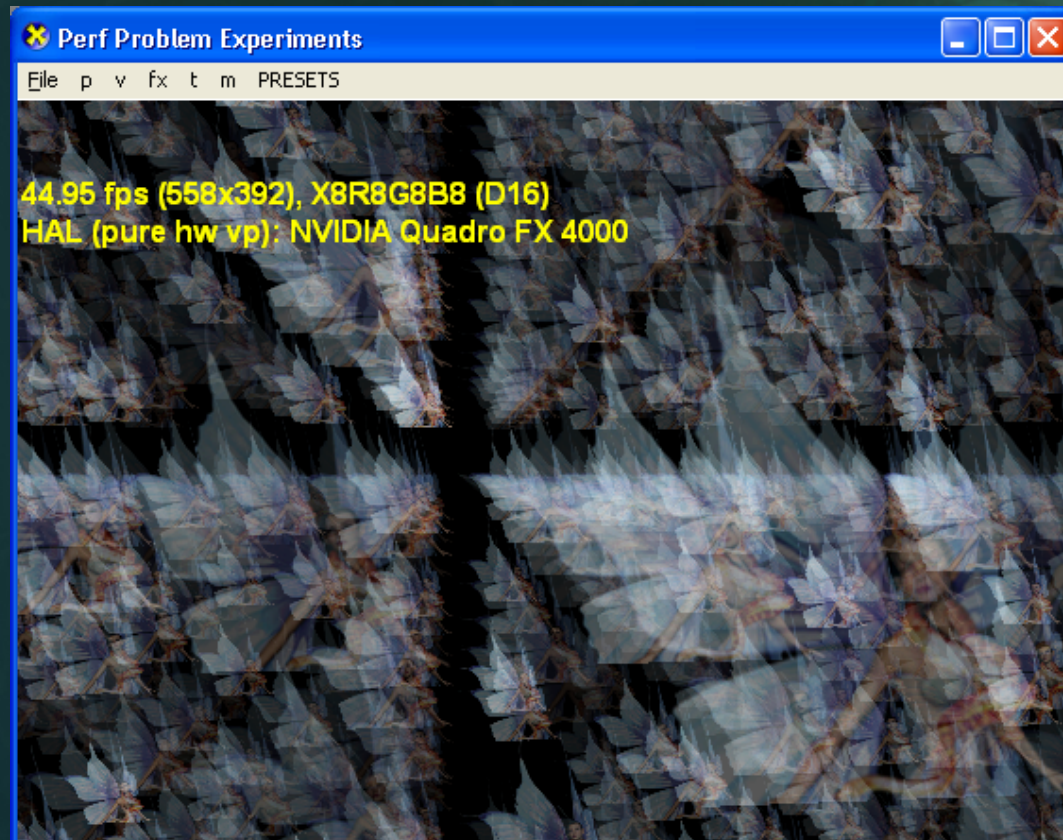 Perf Problem Experiments
File p v fx t m PRESETS
44.95 fps (558x392), X8R8G8B8 (D16)
HAL (pure hw vp): NVIDIA Quadro FX 4000